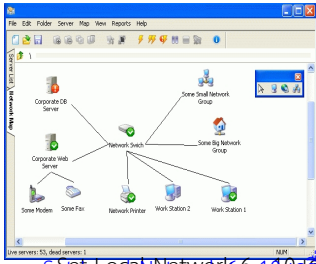 File Edit Folder Server Map View Reports Help
\
Server List
Network Map
Corporate DB
Server
Some Small Network
Group
Network Swich
Some Big Network
Group
Corporate Web
Server
Some Modem
Some Fax
Network Printer
Work Station 2
Work Station 1
Live servers: 53, dead servers: 1
NUM